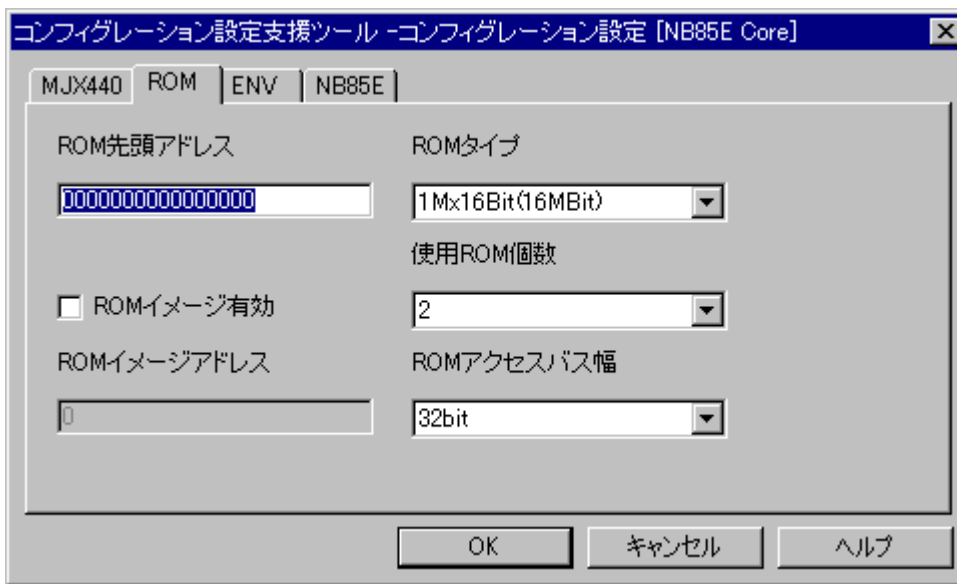 コンフィグレーション設定支援ツール -コンフィグレーション設定 [NB85E Core]
MJX440 ROM ENV NB85E
ROM先頭アドレス
0000000000000000
ROMイメージ有効
ROMイメージアドレス
0
ROMタイプ
1Mx16Bit(16MBit)
使用ROM個数
2
ROMアクセスバス幅
32bit
OK キャンセル ヘルプ